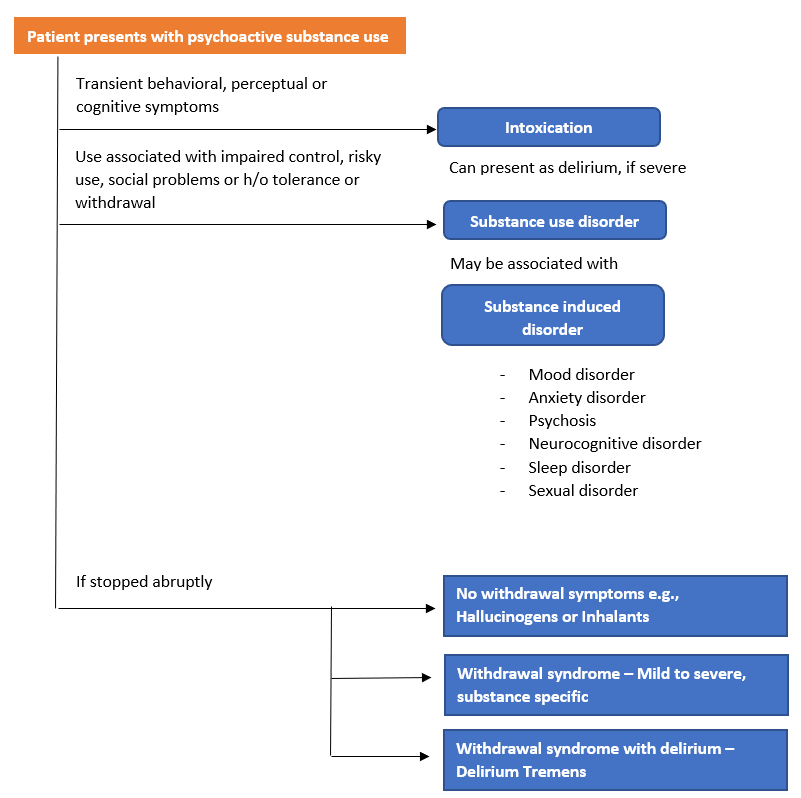 Patient presents with psychoactive substance use
Transient behavioral, perceptual or
cognitive symptoms
Intoxication
Use associated with impaired control, risky
use, social problems or h/o tolerance or
withdrawal
Can present as delirium, if severe
Substance use disorder
May be associated with
Substance induced
disorder
- Mood disorder
- Anxiety disorder
- Psychosis
- Neurocognitive disorder
- Sleep disorder
- Sexual disorder
If stopped abruptly
No withdrawal symptoms e.g.,
Hallucinogens or Inhalants
Withdrawal syndrome – Mild to severe,
substance specific
Withdrawal syndrome with delirium –
Delirium Tremens